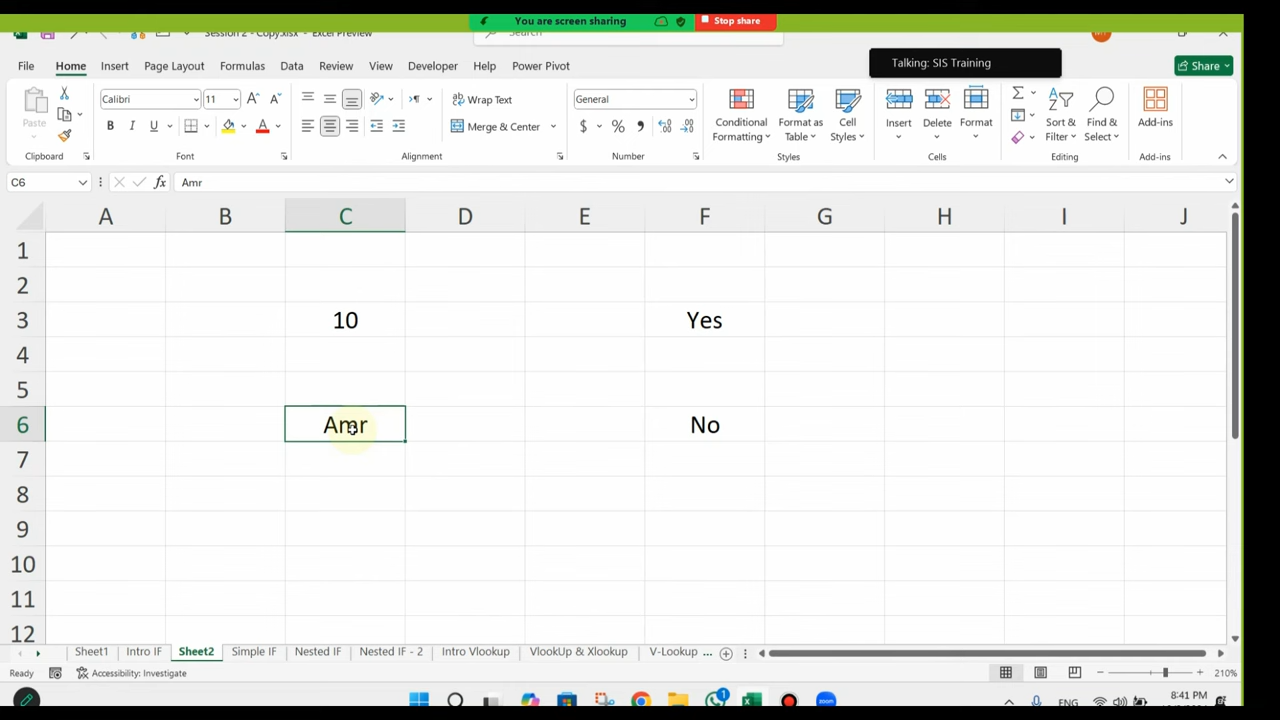 You are screen sharing
Stop share
Session 2 - Copy.xlsx - Excel Preview
Search
Talking: SIS Training
File Home Insert Page Layout Formulas Data Review View Developer Help Power Pivot
Share
Paste
Calibri 11
Wrap Text
General
Merge & Center
Conditional Formatting
Format as Table
Cell Styles
Insert Delete Format
Sort & Filter
Find & Select
Add-ins
Clipboard Font Alignment Number Styles Cells Editing Add-ins
C6 fx Amr
A B C D E F G H I J
1
2
3 10 Yes
4
5
6 Amr No
7
8
9
10
11
12
Sheet1 Intro IF Sheet2 Simple IF Nested IF Nested IF - 2 Intro Vlookup VlookUp & Xlookup V-Lookup ...
Ready Accessibility: Investigate 210%
1
ENG
8:41 PM